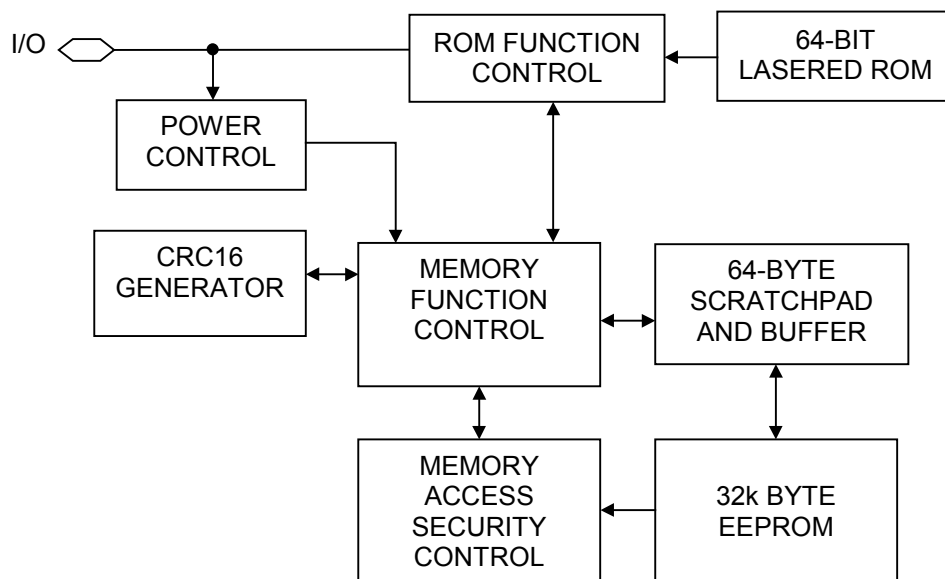 I/O
ROM FUNCTION
CONTROL
64-BIT
LASERED ROM
POWER
CONTROL
CRC16
GENERATOR
MEMORY
FUNCTION
CONTROL
64-BYTE
SCRATCHPAD
AND BUFFER
MEMORY
ACCESS
SECURITY
CONTROL
32k BYTE
EEPROM